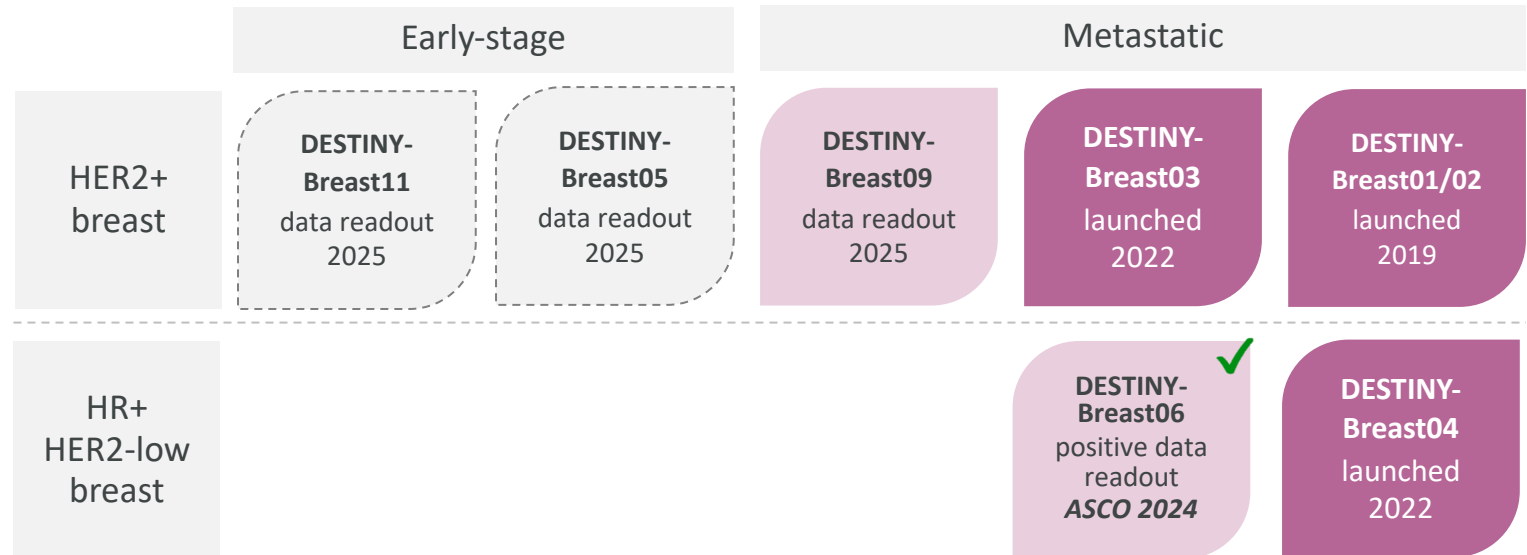 Early-stage
Metastatic
HER2+
breast
DESTINY-
Breast11
data readout
2025
DESTINY-
Breast05
data readout
2025
DESTINY-
Breast09
data readout
2025
DESTINY-
Breast03
launched
2022
DESTINY-
Breast01/02
launched
2019
HR+
HER2-low
breast
DESTINY-
Breast06
positive data
readout
ASCO 2024
DESTINY-
Breast04
launched
2022